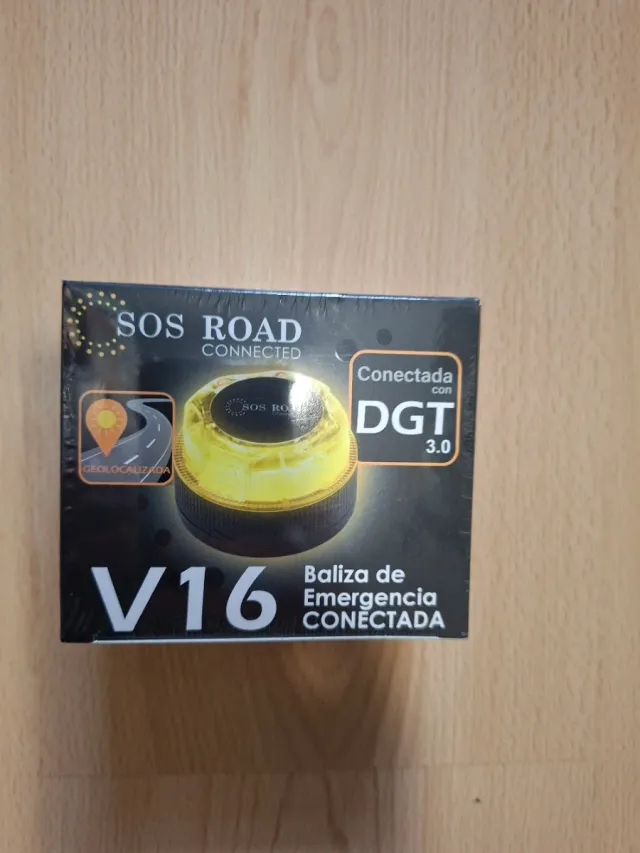 SOS ROAD
CONNECTED
Conectada
con
DGT
3.0
SOS ROAD
GEOLOCALIZADA
V16
Baliza de
Emergencia
CONECTADA